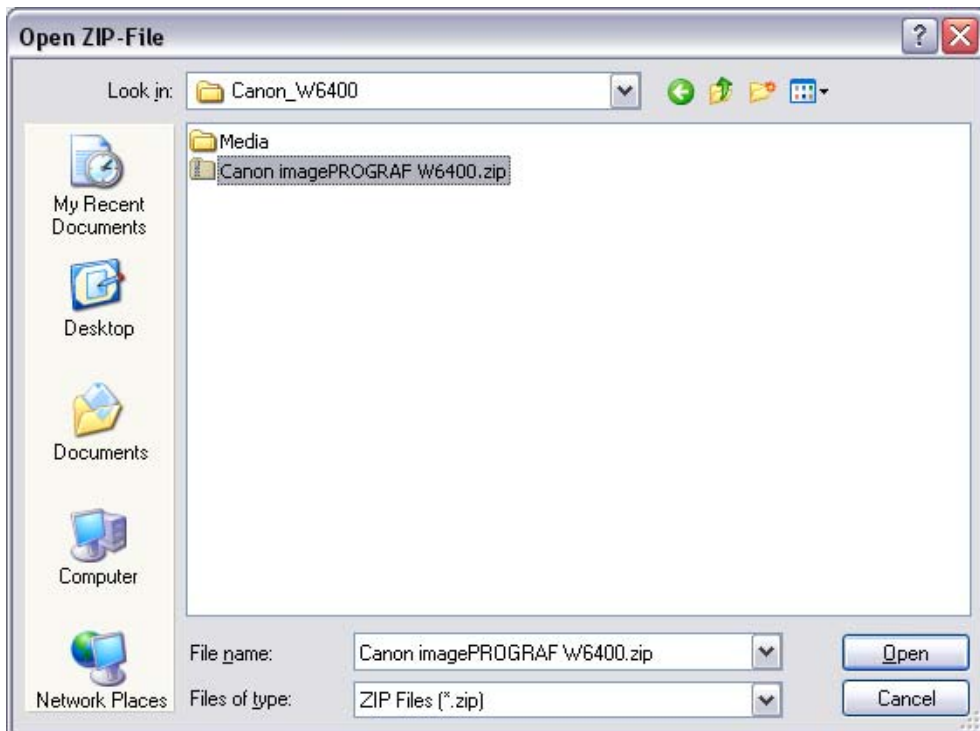 Open ZIP-File
Look in: Canon_W6400
Media
Canon imagePROGRAF W6400.zip
My Recent
Documents
Desktop
Documents
Computer
Network Places
File name: Canon imagePROGRAF W6400.zip
Open
Files of type: ZIP Files (*.zip)
Cancel